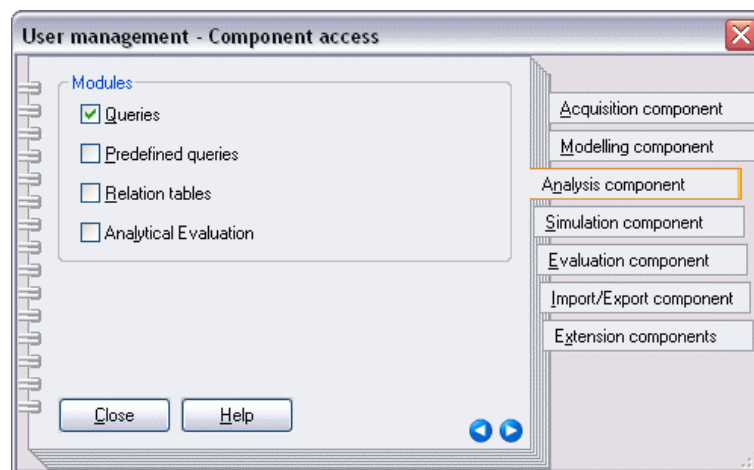 User management - Component access
Modules
Queries
Predefined queries
Relation tables
Analytical Evaluation
Close
Help
Acquisition component
Modelling component
Analysis component
Simulation component
Evaluation component
Import/Export component
Extension components